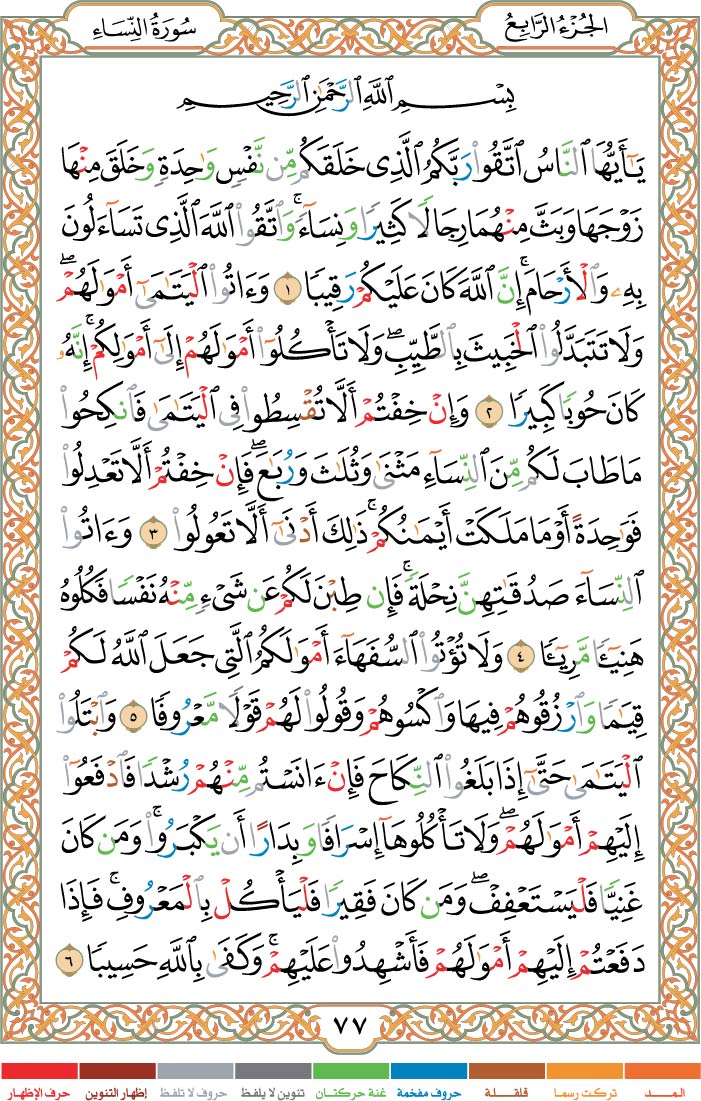 الجُزْءُ الرَّابِعُ
سُورَةُ النِّسَاءِ
بِسْمِ ٱللَّهِ ٱلرَّحْمَٰنِ ٱلرَّحِيمِ
يَٰٓأَيُّهَا ٱلنَّاسُ ٱتَّقُوا۟ رَبَّكُمُ ٱلَّذِى خَلَقَكُم مِّن نَّفْسٍ وَٰحِدَةٍ وَخَلَقَ مِنْهَا
زَوْجَهَا وَبَثَّ مِنْهُمَا رِجَالًا كَثِيرًا وَنِسَآءً ۚ وَٱتَّقُوا۟ ٱللَّهَ ٱلَّذِى تَسَآءَلُونَ
بِهِۦ وَٱلْأَرْحَامَ ۚ إِنَّ ٱللَّهَ كَانَ عَلَيْكُمْ رَقِيبًا ١ وَءَاتُوا۟ ٱلْيَتَٰمَىٰٓ أَمْوَٰلَهُمْ ۖ
وَلَا تَتَبَدَّلُوا۟ ٱلْخَبِيثَ بِٱلطَّيِّبِ ۖ وَلَا تَأْكُلُوٓا۟ أَمْوَٰلَهُمْ إِلَىٰٓ أَمْوَٰلِكُمْ ۚ إِنَّهُۥ
كَانَ حُوبًا كَبِيرًا ٢ وَإِنْ خِفْتُمْ أَلَّا تُقْسِطُوا۟ فِى ٱلْيَتَٰمَىٰ فَٱنكِحُوا۟
مَا طَابَ لَكُم مِّنَ ٱلنِّسَآءِ مَثْنَىٰ وَثُلَٰثَ وَرُبَٰعَ ۖ فَإِنْ خِفْتُمْ أَلَّا تَعْدِلُوا۟
فَوَٰحِدَةً أَوْ مَا مَلَكَتْ أَيْمَٰنُكُمْ ۚ ذَٰلِكَ أَدْنَىٰٓ أَلَّا تَعُولُوا۟ ٣ وَءَاتُوا۟
ٱلنِّسَآءَ صَدُقَٰتِهِنَّ نِحْلَةً ۚ فَإِن طِبْنَ لَكُمْ عَن شَىْءٍ مِّنْهُ نَفْسًا فَكُلُوهُ
هَنِيٓـًٔا مَّرِيٓـًٔا ٤ وَلَا تُؤْتُوا۟ ٱلسُّفَهَآءَ أَمْوَٰلَكُمُ ٱلَّتِى جَعَلَ ٱللَّهُ لَكُمْ
قِيَٰمًا وَٱرْزُقُوهُمْ فِيهَا وَٱكْسُوهُمْ وَقُولُوا۟ لَهُمْ قَوْلًا مَّعْرُوفًا ٥ وَٱبْتَلُوا۟
ٱلْيَتَٰمَىٰ حَتَّىٰٓ إِذَا بَلَغُوا۟ ٱلنِّكَاحَ فَإِنْ ءَانَسْتُم مِّنْهُمْ رُشْدًا فَٱدْفَعُوٓا۟
إِلَيْهِمْ أَمْوَٰلَهُمْ ۖ وَلَا تَأْكُلُوهَآ إِسْرَافًا وَبِدَارًا أَن يَكْبَرُوا۟ ۚ وَمَن كَانَ
غَنِيًّا فَلْيَسْتَعْفِفْ ۖ وَمَن كَانَ فَقِيرًا فَلْيَأْكُلْ بِٱلْمَعْرُوفِ ۚ فَإِذَا
دَفَعْتُمْ إِلَيْهِمْ أَمْوَٰلَهُمْ فَأَشْهِدُوا۟ عَلَيْهِمْ ۚ وَكَفَىٰ بِٱللَّهِ حَسِيبًا ٦
٧٧
المــد تركت رسما قلقلة حروف مفخمة غنة حركتان تنوين لا يلفظ حروف لا تلفظ إظهار التنوين حرف الإظهار